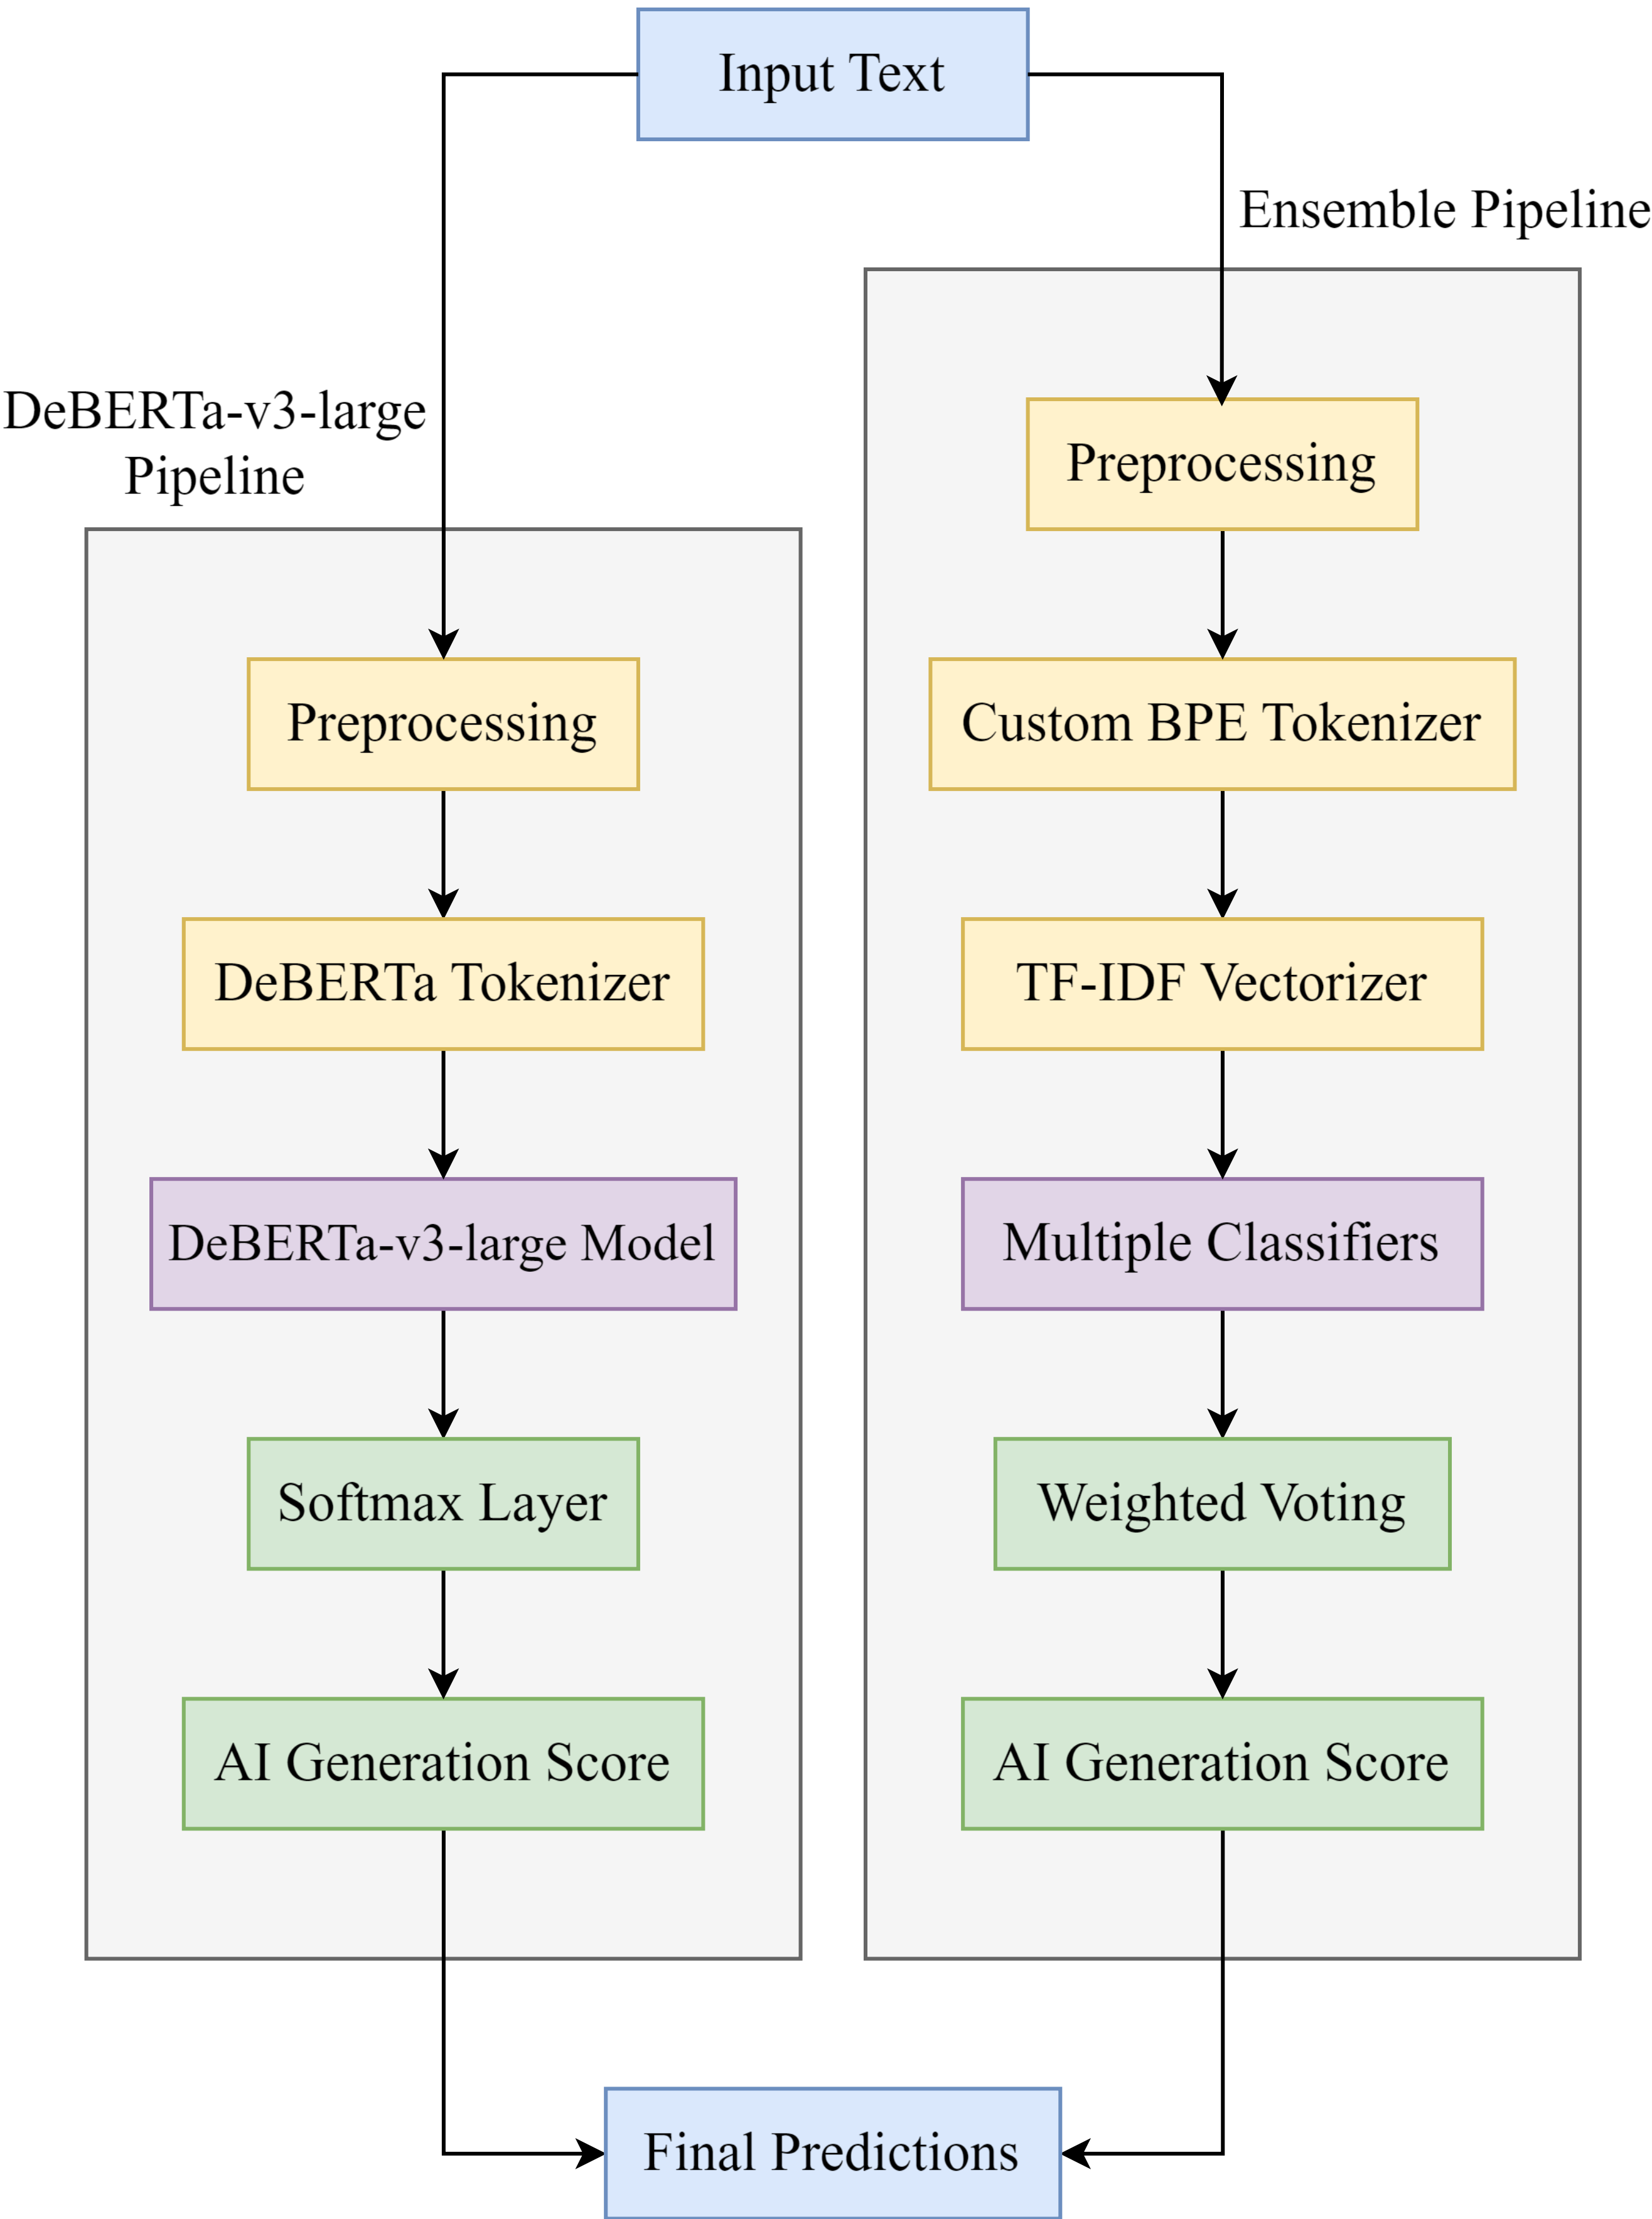 Input Text
DeBERTa-v3-large
Pipeline
Preprocessing
DeBERTa Tokenizer
DeBERTa-v3-large Model
Softmax Layer
AI Generation Score
Ensemble Pipeline
Preprocessing
Custom BPE Tokenizer
TF-IDF Vectorizer
Multiple Classifiers
Weighted Voting
AI Generation Score
Final Predictions